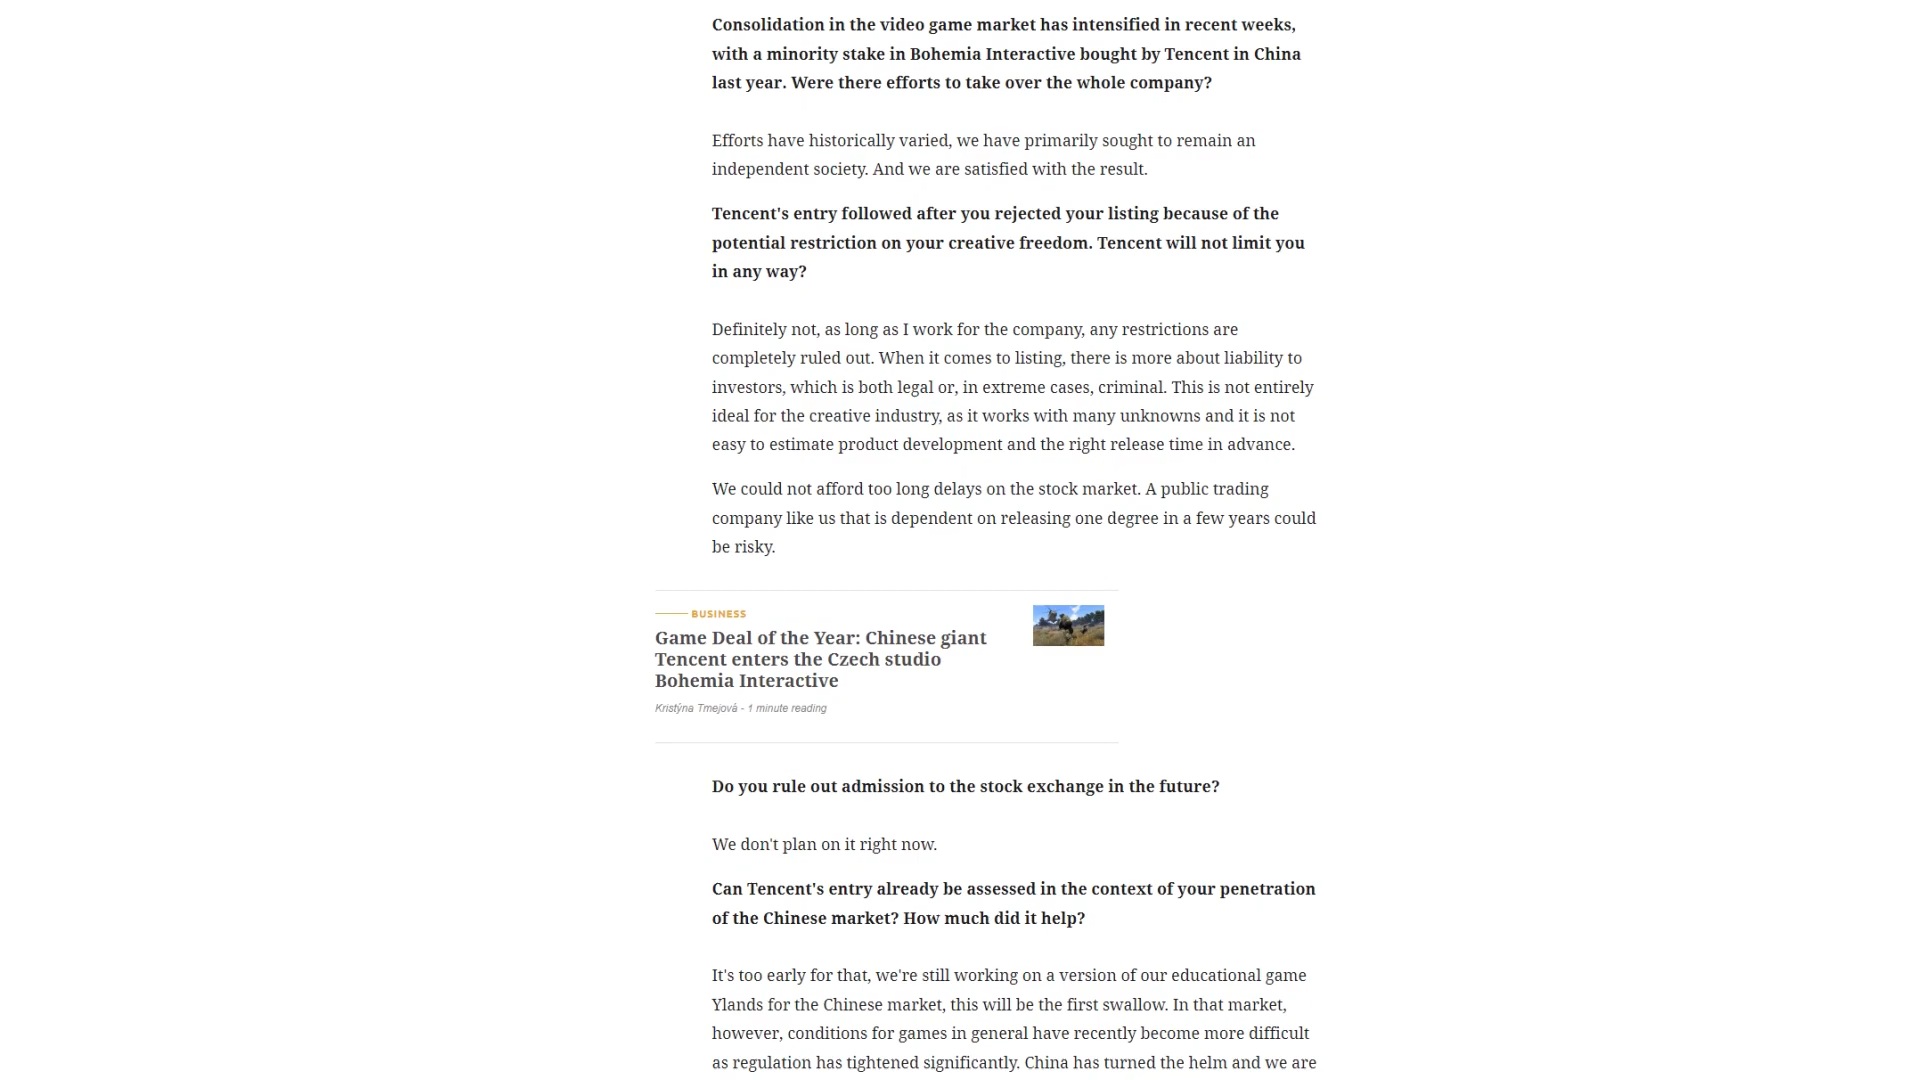 Consolidation in the video game market has intensified in recent weeks,
with a minority stake in Bohemia Interactive bought by Tencent in China
last year. Were there efforts to take over the whole company?
Efforts have historically varied, we have primarily sought to remain an
independent society. And we are satisfied with the result.
Tencent's entry followed after you rejected your listing because of the
potential restriction on your creative freedom. Tencent will not limit you
in any way?
Definitely not, as long as I work for the company, any restrictions are
completely ruled out. When it comes to listing, there is more about liability to
investors, which is both legal or, in extreme cases, criminal. This is not entirely
ideal for the creative industry, as it works with many unknowns and it is not
easy to estimate product development and the right release time in advance.
We could not afford too long delays on the stock market. A public trading
company like us that is dependent on releasing one degree in a few years could
be risky.
BUSINESS
Game Deal of the Year: Chinese giant
Tencent enters the Czech studio
Bohemia Interactive
Kristýna Tmejová - 1 minute reading
Do you rule out admission to the stock exchange in the future?
We don't plan on it right now.
Can Tencent's entry already be assessed in the context of your penetration
of the Chinese market? How much did it help?
It's too early for that, we're still working on a version of our educational game
Ylands for the Chinese market, this will be the first swallow. In that market,
however, conditions for games in general have recently become more difficult
as regulation has tightened significantly. China has turned the helm and we are